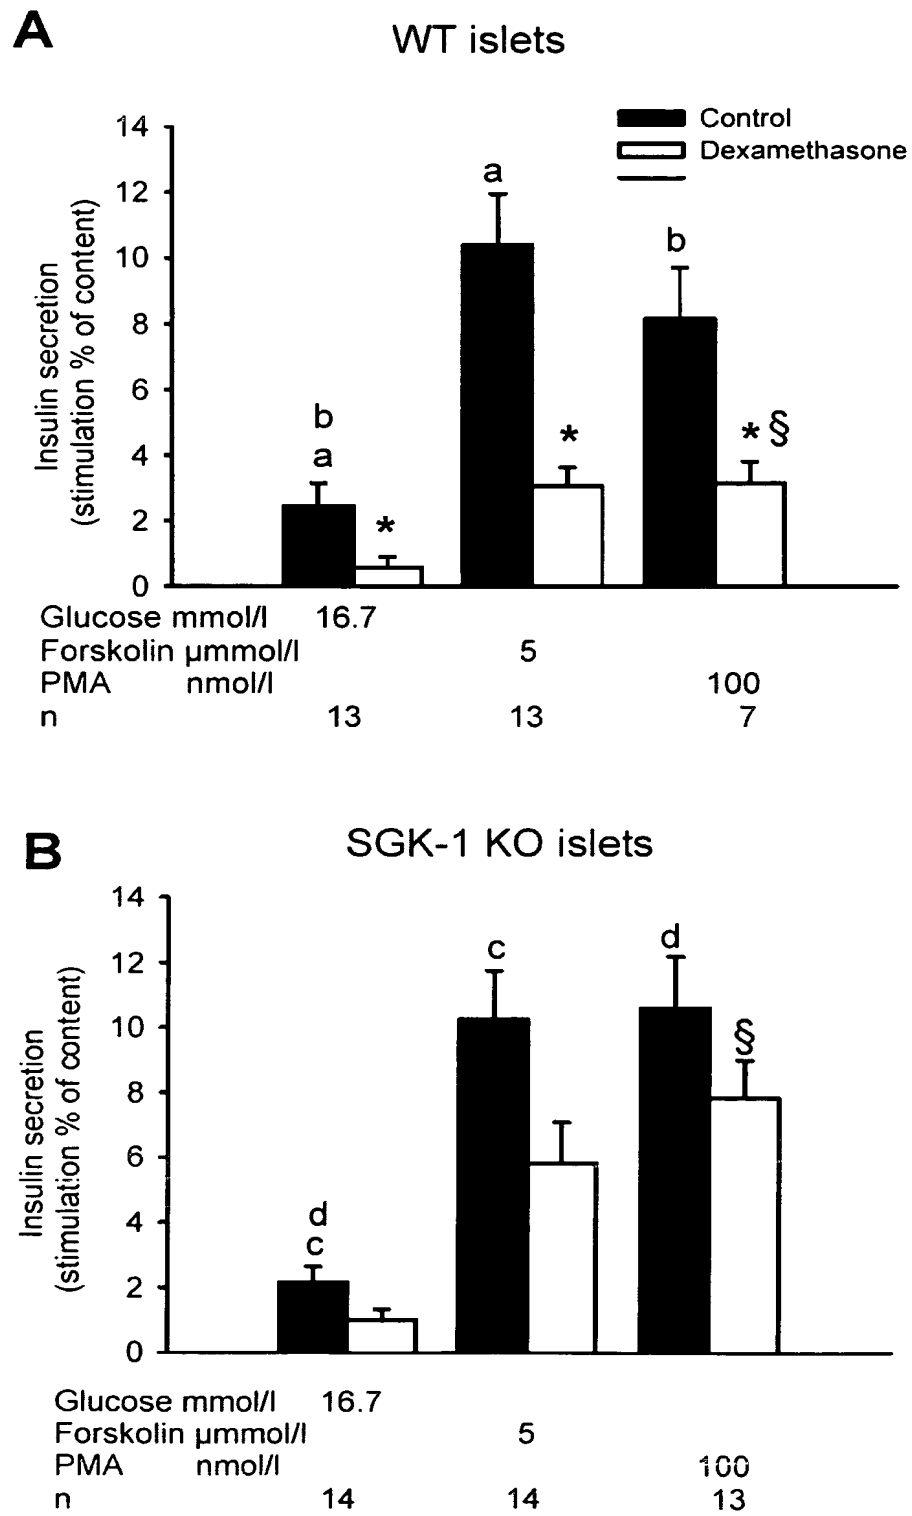 A
WT islets
Control
Dexamethasone
Insulin secretion
(stimulation % of content)
14
12
10
8
6
4
2
0
a
b
b
a
*
*
* §
Glucose mmol/l 16.7
Forskolin µmmol/l 5
PMA nmol/l 100
n 13 13 7
B
SGK-1 KO islets
Insulin secretion
(stimulation % of content)
14
12
10
8
6
4
2
0
c
d
§
d
c
Glucose mmol/l 16.7
Forskolin µmmol/l 5
PMA nmol/l 100
n 14 14 13